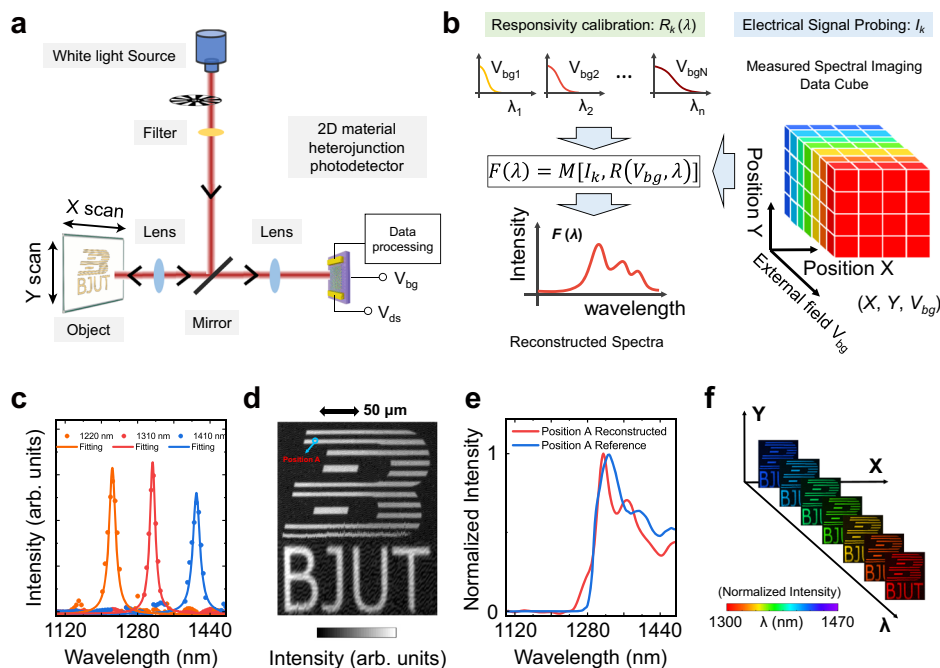 a
White light Source
Filter
2D material
heterojunction
photodetector
X scan
Y scan
Lens
Lens
Data
processing
V_bg
V_ds
BJUT
Object
Mirror
b
Responsivity calibration: R_k(λ)
Electrical Signal Probing: I_k
V_bg1
V_bg2
...
V_bgN
λ_1
λ_2
λ_n
Measured Spectral Imaging
Data Cube
F(λ) = M[I_k, R(V_bg, λ)]
Intensity
F(λ)
wavelength
Reconstructed Spectra
Position Y
Position X
External field V_bg
(X, Y, V_bg)
c
1220 nm
1310 nm
1410 nm
Fitting
Fitting
Fitting
Intensity (arb. units)
1120
1280
1440
Wavelength (nm)
d
50 µm
Position A
BJUT
Intensity (arb. units)
e
Position A Reconstructed
Position A Reference
Normalized Intensity
1
0
1120
1280
1440
Wavelength (nm)
f
Y
X
BJUT
λ
(Normalized Intensity)
1300
λ (nm)
1470